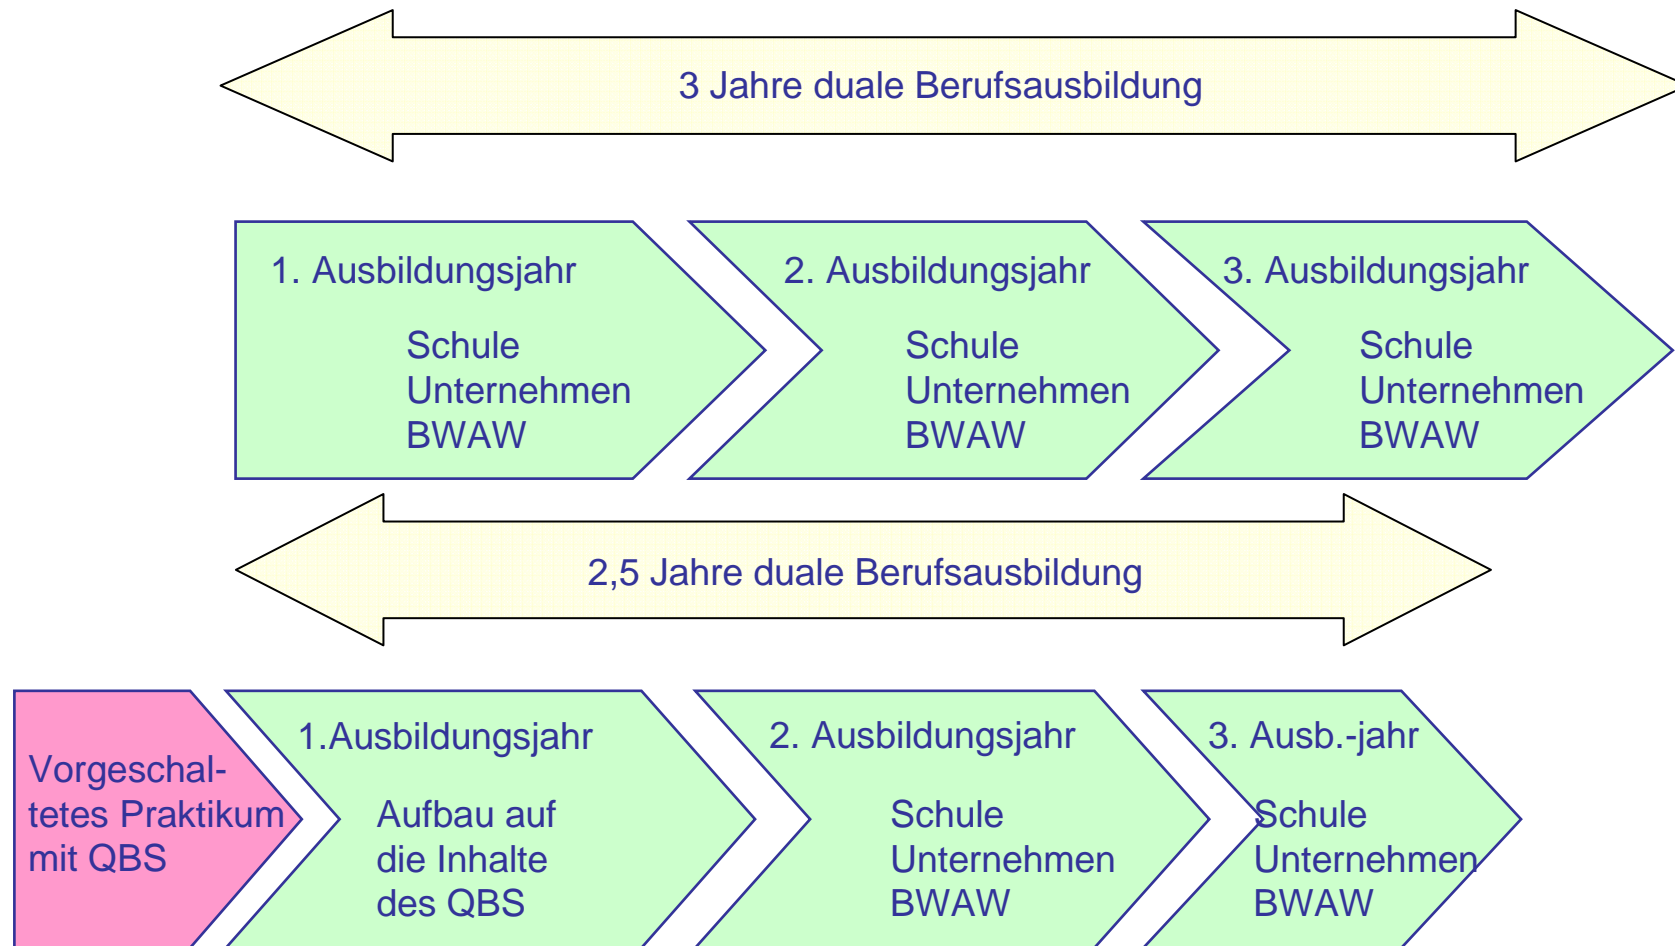 3 Jahre duale Berufsausbildung
1. Ausbildungsjahr
Schule
Unternehmen
BWAW
2. Ausbildungsjahr
Schule
Unternehmen
BWAW
3. Ausbildungsjahr
Schule
Unternehmen
BWAW
2,5 Jahre duale Berufsausbildung
Vorgeschal-
tetes Praktikum
mit QBS
1.Ausbildungsjahr
Aufbau auf
die Inhalte
des QBS
2. Ausbildungsjahr
Schule
Unternehmen
BWAW
3. Ausb.-jahr
Schule
Unternehmen
BWAW